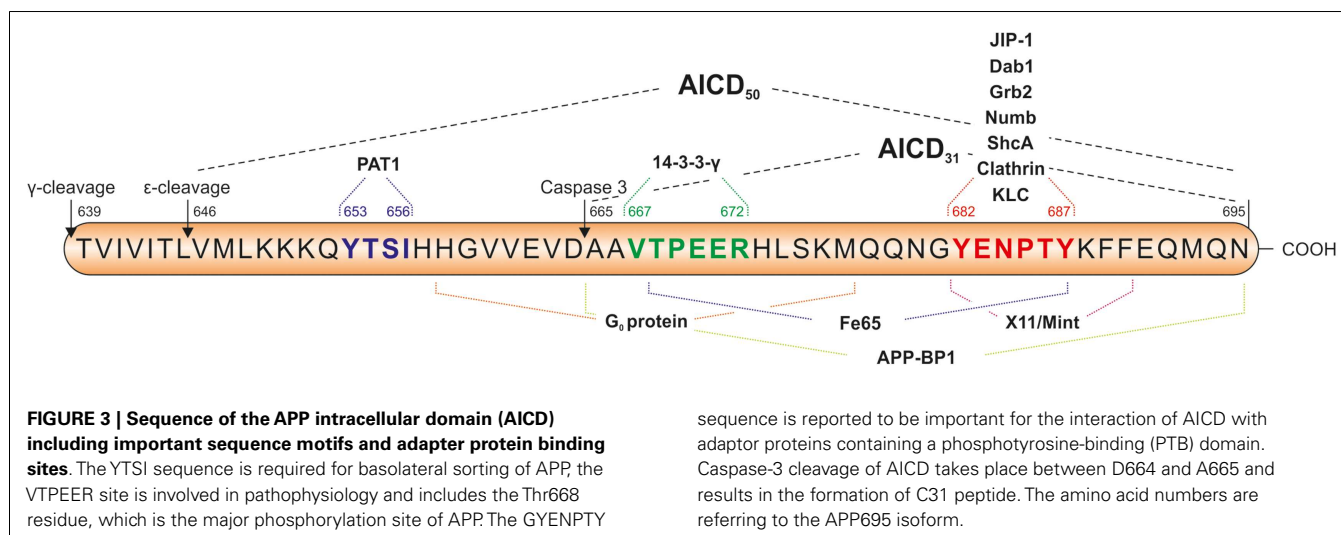 JIP-1
Dab1
Grb2
Numb
ShcA
Clathrin
KLC
AICD50
AICD31
PAT1
14-3-3-γ
γ-cleavage
ε-cleavage
Caspase 3
639 646 653 656 665 667 672 682 687 695
TVIVITLVMLKKKQYTSIHHGVVEVDAAVTPEERHLSKMQQNGYENPTYKFFEQMQN COOH
G0 protein Fe65 X11/Mint
APP-BP1
FIGURE 3 | Sequence of the APP intracellular domain (AICD)
including important sequence motifs and adapter protein binding
sites. The YTSI sequence is required for basolateral sorting of APP, the
VTPEER site is involved in pathophysiology and includes the Thr668
residue, which is the major phosphorylation site of APP. The GYENPTY
sequence is reported to be important for the interaction of AICD with
adaptor proteins containing a phosphotyrosine-binding (PTB) domain.
Caspase-3 cleavage of AICD takes place between D664 and A665 and
results in the formation of C31 peptide. The amino acid numbers are
referring to the APP695 isoform.